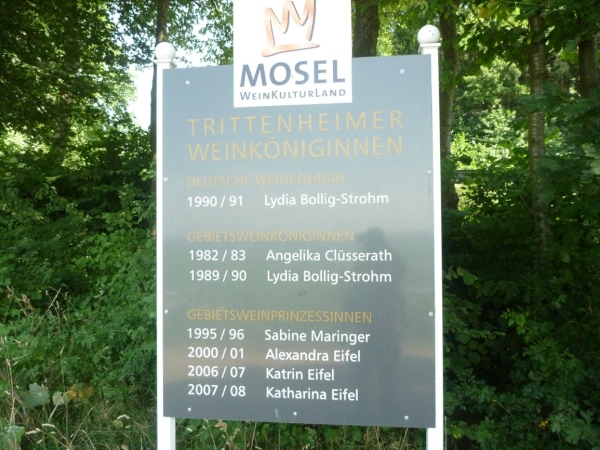 MOSEL
WEINKULTURLAND
TRITTENHEIMER
WEINKÖNIGINNEN
DEUTSCHE WEINKÖNIGIN
1990 / 91 Lydia Bollig-Strohm
GEBIETSWEINKÖNIGINNEN
1982 / 83 Angelika Clüsserath
1989 / 90 Lydia Bollig-Strohm
GEBIETSWEINPRINZESSINNEN
1995 / 96 Sabine Maringer
2000 / 01 Alexandra Eifel
2006 / 07 Katrin Eifel
2007 / 08 Katharina Eifel